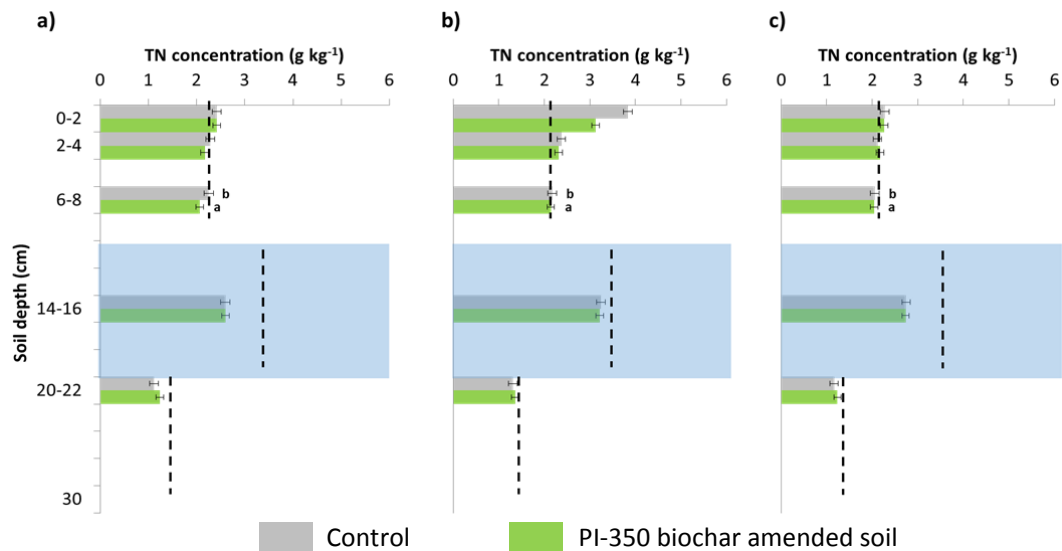 a)
b)
c)
TN concentration (g kg⁻¹)
TN concentration (g kg⁻¹)
TN concentration (g kg⁻¹)
0 1 2 3 4 5 6
0 1 2 3 4 5 6
0 1 2 3 4 5 6
Soil depth (cm)
0-2
2-4
6-8
b
a
b
a
b
a
14-16
20-22
30
Control
PI-350 biochar amended soil